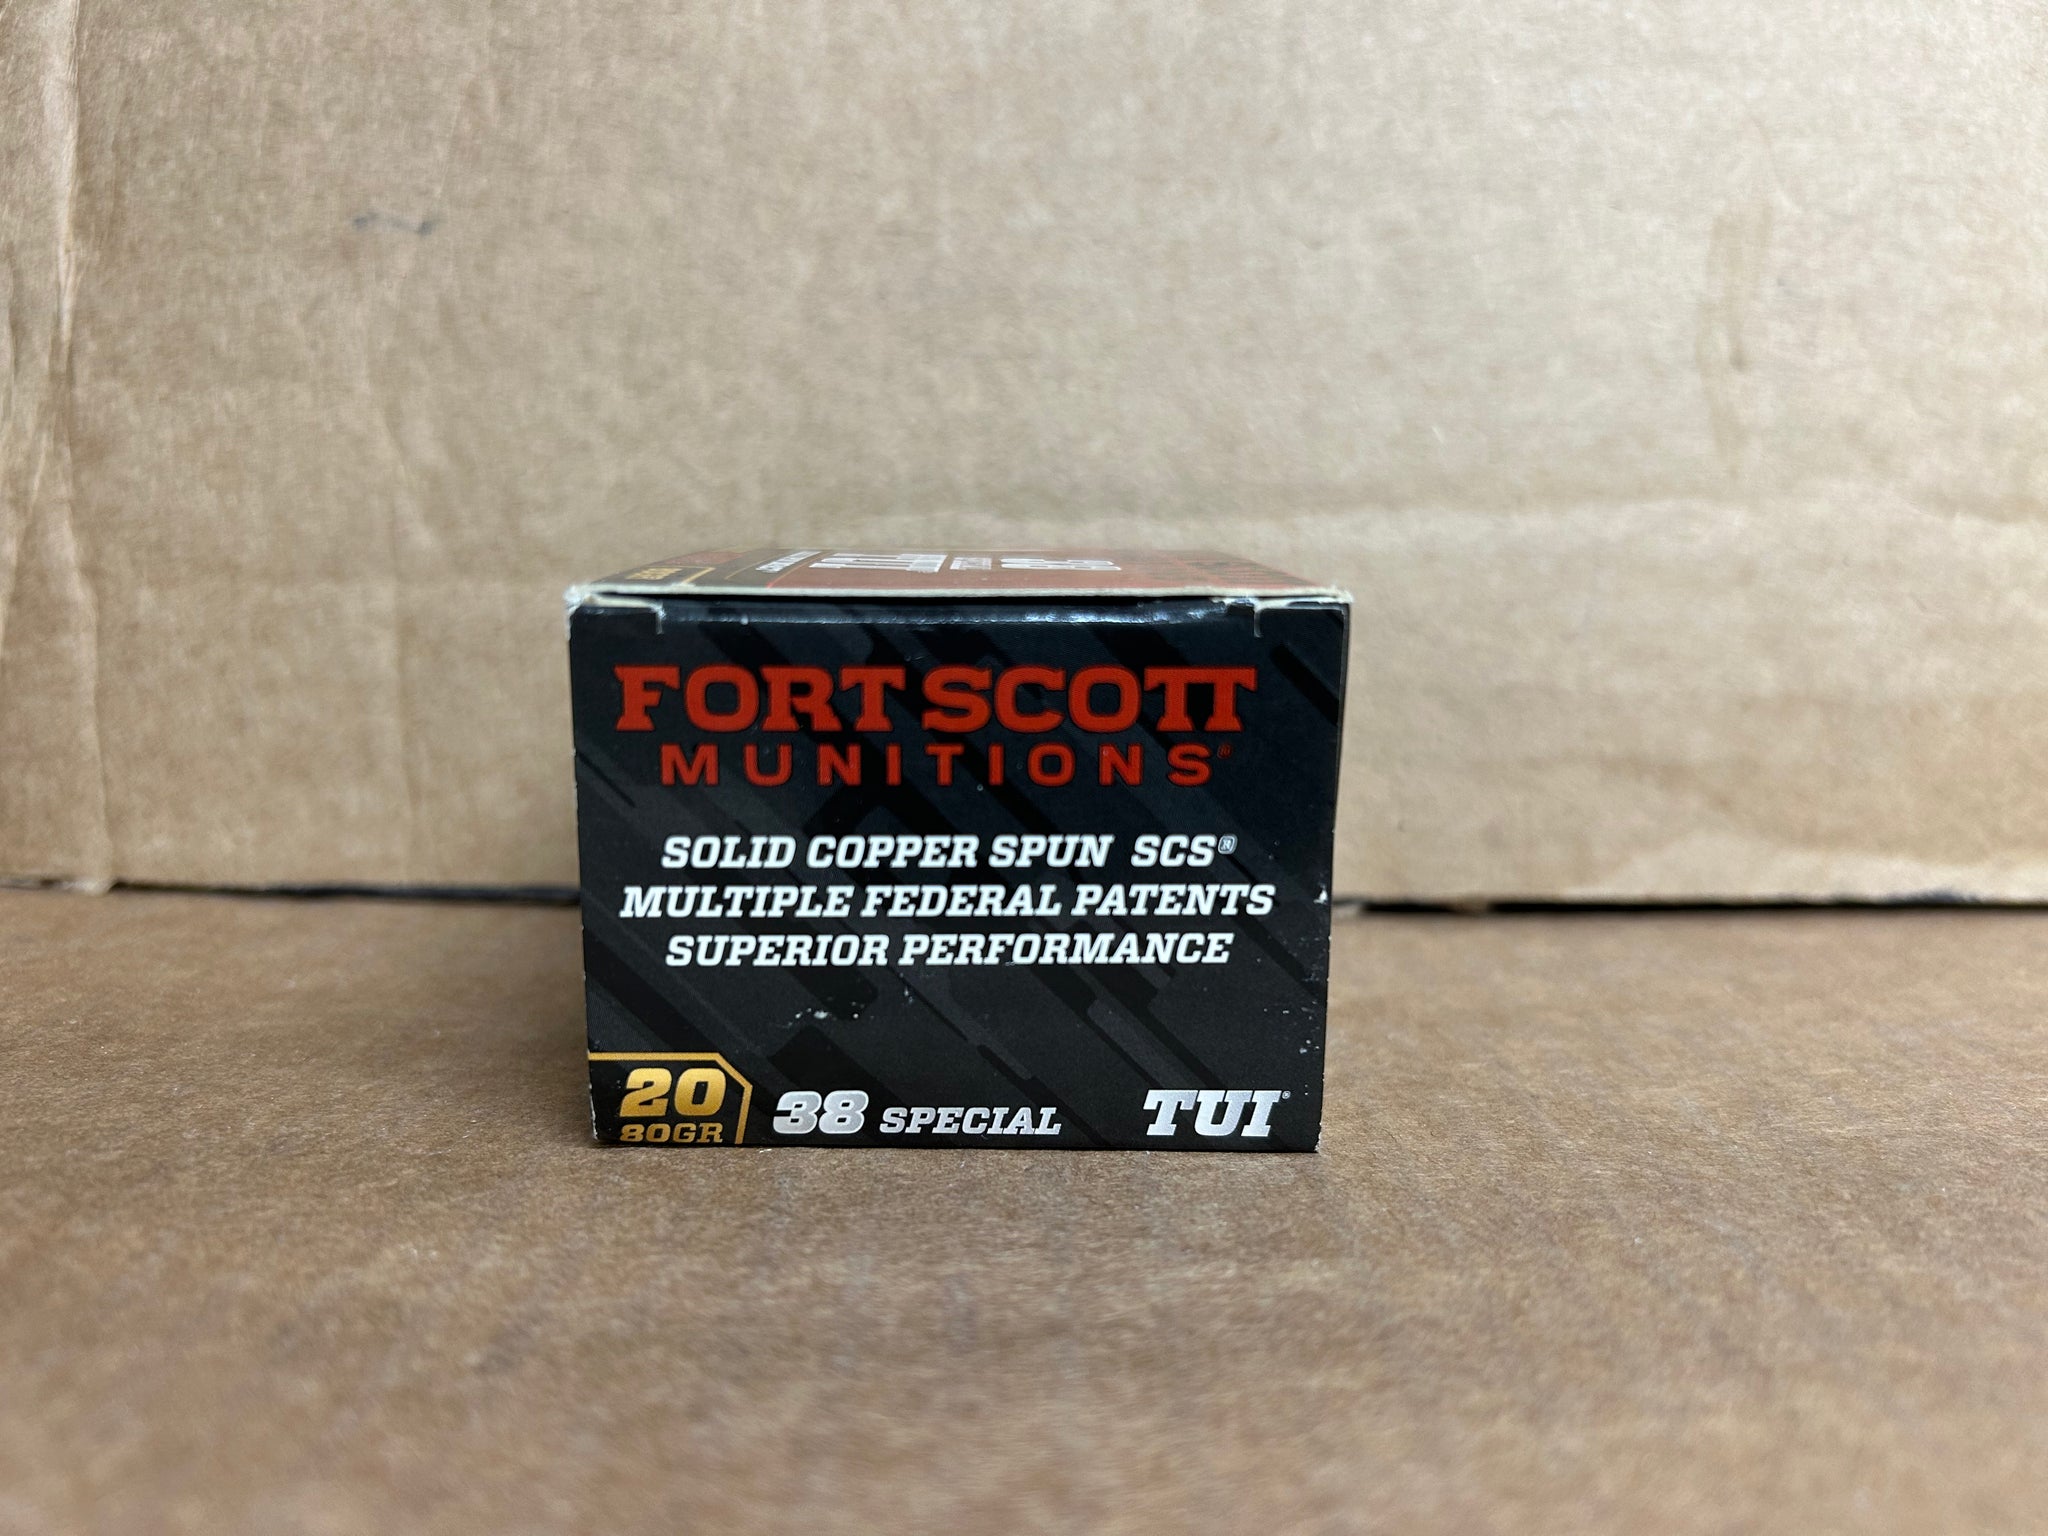 FORT SCOTT
MUNITIONS®
SOLID COPPER SPUN SCS®
MULTIPLE FEDERAL PATENTS
SUPERIOR PERFORMANCE
20
80GR
38 SPECIAL
TUI®